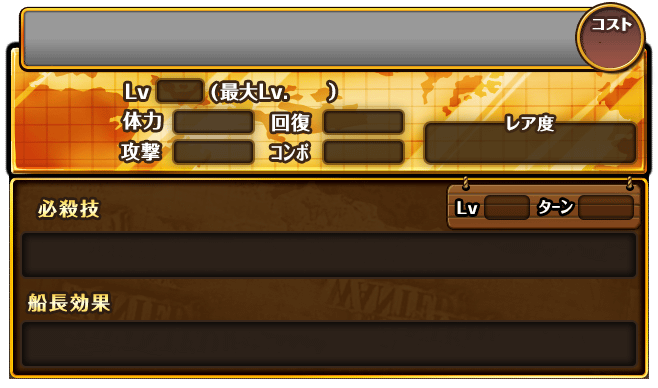 コスト
Lv (最大Lv. )
体力 回復
レア度
攻撃 コンボ
必殺技 Lv ターン
船長効果